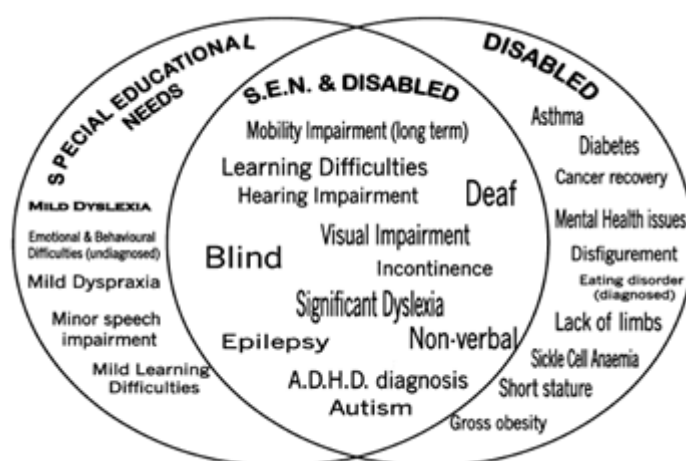 SPECIAL EDUCATIONAL
NEEDS
MILD DYSLEXIA
Emotional & Behavioural
Difficulties (undiagnosed)
Mild Dyspraxia
Minor speech
impairment
Mild Learning
Difficulties
S.E.N. & DISABLED
Mobility Impairment (long term)
Learning Difficulties
Hearing Impairment
Deaf
Visual Impairment
Blind
Incontinence
Significant Dyslexia
Epilepsy
Non-verbal
A.D.H.D. diagnosis
Autism
DISABLED
Asthma
Diabetes
Cancer recovery
Mental Health issues
Disfigurement
Eating disorder
(diagnosed)
Lack of limbs
Sickle Cell Anaemia
Short stature
Gross obesity